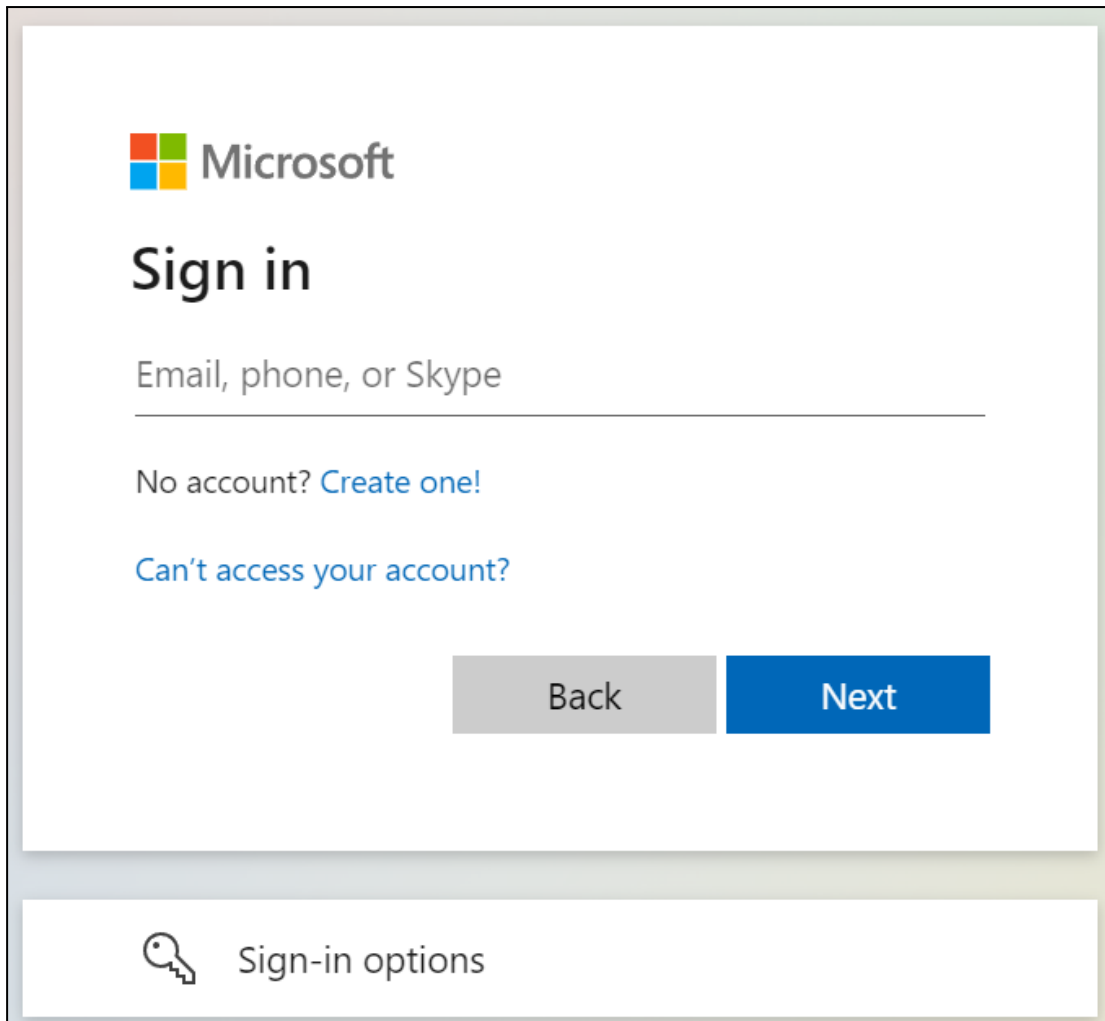 Microsoft
Sign in
Email, phone, or Skype
No account? Create one!
Can’t access your account?
Back Next
Sign-in options